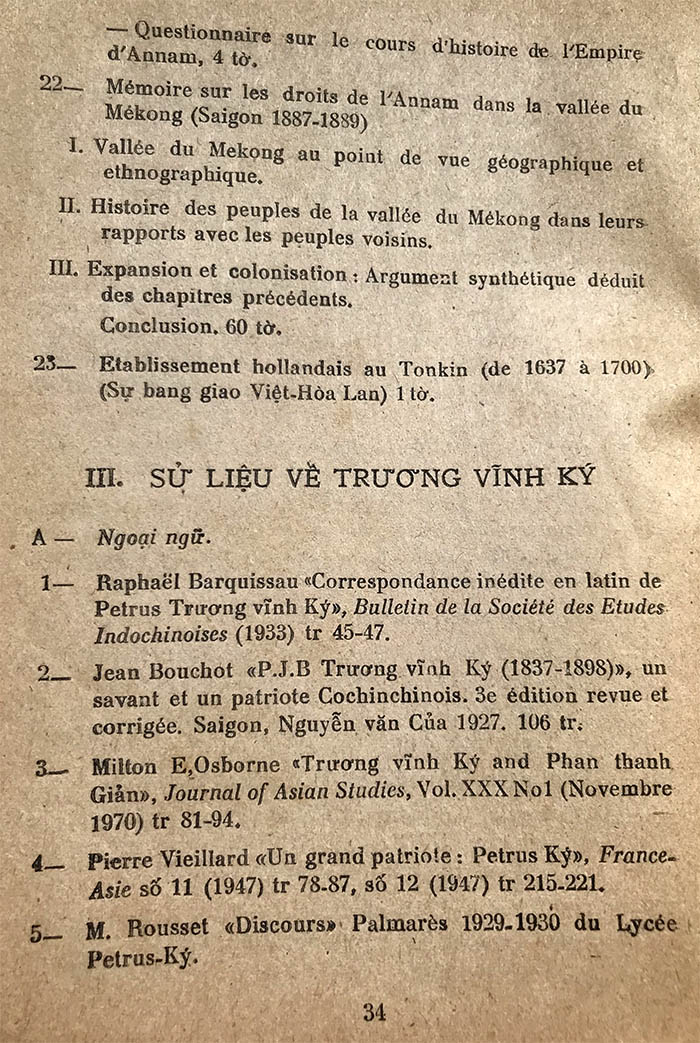 — Questionnaire sur le cours d'histoire de l'Empire
d'Annam, 4 tờ.
22— Mémoire sur les droits de l'Annam dans la vallée du
Mékong (Saigon 1887-1889)
I. Vallée du Mekong au point de vue géographique et
ethnographique.
II. Histoire des peuples de la vallée du Mékong dans leurs
rapports avec les peuples voisins.
III. Expansion et colonisation : Argument synthétique déduit
des chapitres précédents.
Conclusion. 60 tờ.
23— Etablissement hollandais au Tonkin (de 1637 à 1700)
(Sự bang giao Việt-Hòa Lan) 1 tờ.
III. SỬ LIỆU VỀ TRƯƠNG VĨNH KÝ
A — Ngoại ngữ.
1— Raphaël Barquissau «Correspondance inédite en latin de
Petrus Trương vĩnh Ký», Bulletin de la Société des Etudes
Indochinoises (1933) tr 45-47.
2— Jean Bouchot «P.J.B Trương vĩnh Ký (1837-1898)», un
savant et un patriote Cochinchinois. 3e édition revue et
corrigée. Saigon, Nguyễn văn Của 1927. 106 tr.
3— Milton E,Osborne «Trương vĩnh Ký and Phan thanh
Giản», Journal of Asian Studies, Vol. XXX No1 (Novembre
1970) tr 81-94.
4— Pierre Vieillard «Un grand patriote : Petrus Ký», France-
Asie số 11 (1947) tr 78-87, số 12 (1947) tr 215-221.
5— M. Rousset «Discours» Palmarès 1929-1930 du Lycée
Petrus-Ký.
34